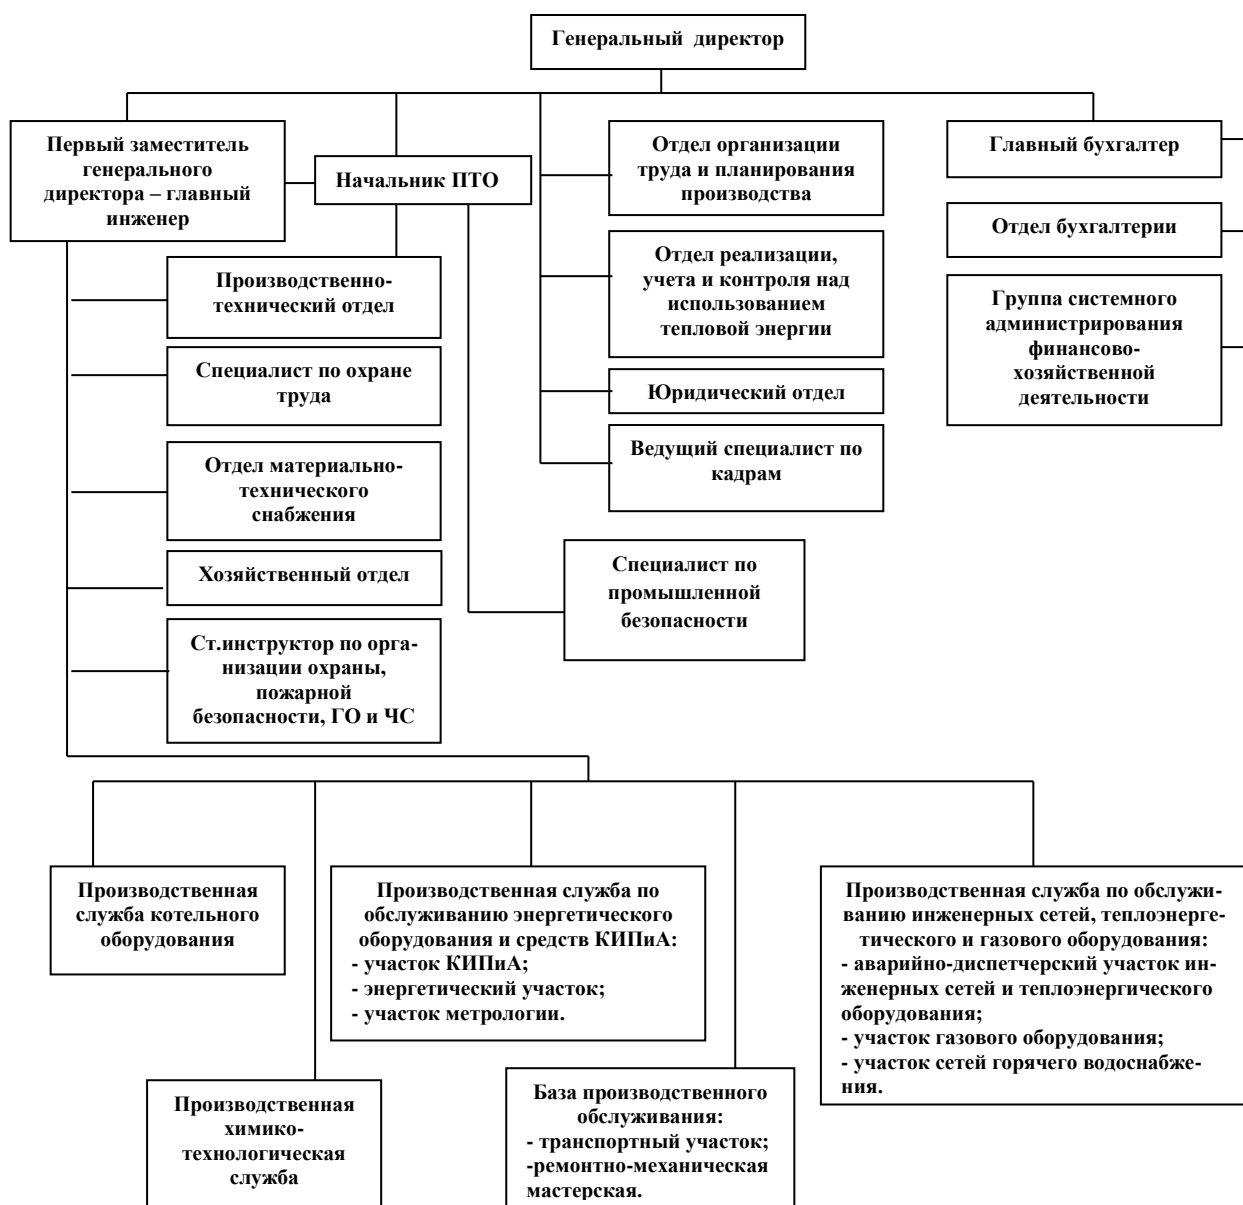 Генеральный  директор
Первый заместитель
генерального
директора – главный
инженер
Начальник ПТО
Отдел организации
труда и планирования
производства
Главный бухгалтер
Отдел бухгалтерии
Производственно-
технический отдел
Отдел реализации,
учета и контроля над
использованием
тепловой энергии
Группа системного
администрирования
финансово-
хозяйственной
деятельности
Специалист по охране
труда
Юридический отдел
Отдел материально-
технического
снабжения
Ведущий специалист по
кадрам
Хозяйственный отдел
Специалист по
промышленной
безопасности
Ст.инструктор по орга-
низации охраны,
пожарной
безопасности, ГО и ЧС
Производственная
служба котельного
оборудования
Производственная служба по
обслуживанию энергетического
оборудования и средств КИПиА:
- участок КИПиА;
- энергетический участок;
- участок метрологии.
Производственная служба по обслужи-
ванию инженерных сетей, теплоэнерге-
тического и газового оборудования:
- аварийно-диспетчерский участок ин-
женерных сетей и теплоэнергического
оборудования;
- участок газового оборудования;
- участок сетей горячего водоснабже-
ния.
Производственная
химико-
технологическая
служба
База производственного
обслуживания:
- транспортный участок;
-ремонтно-механическая
мастерская.